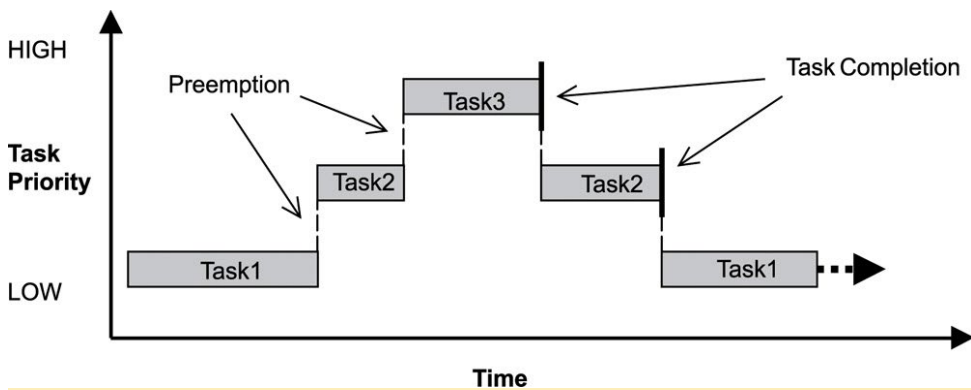 HIGH
Preemption
Task Completion
Task3
Task
Priority
Task2
Task2
Task1
Task1
LOW
Time